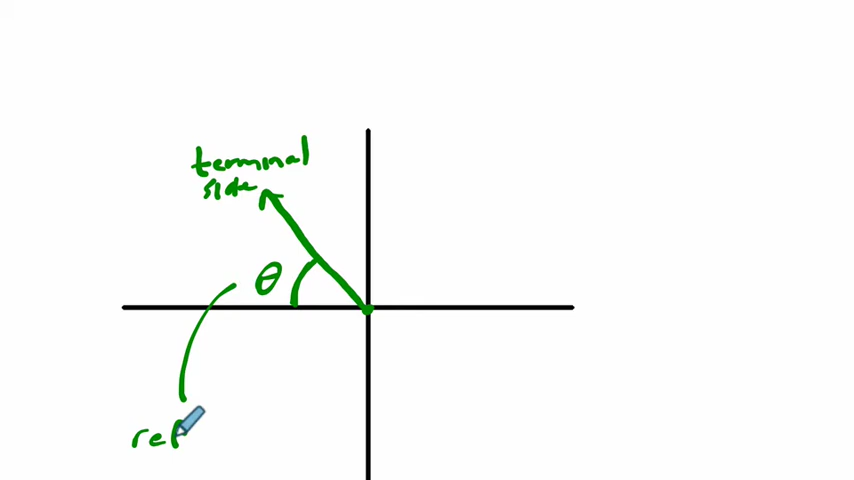 terminal
side
θ
ref